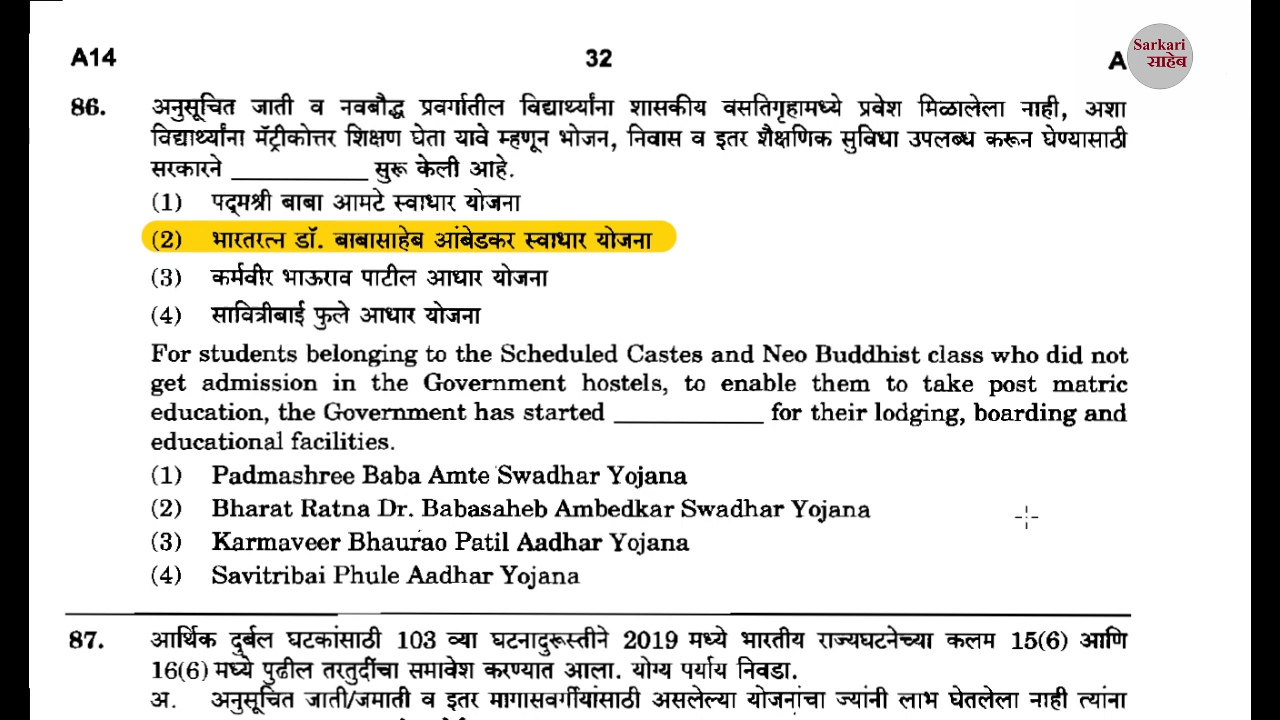 A14
32
A
Sarkari
साहेब
86. अनुसूचित जाती व नवबौद्ध प्रवर्गातील विद्यार्थ्यांना शासकीय वसतिगृहामध्ये प्रवेश मिळालेला नाही, अशा
विद्यार्थ्यांना मॅट्रीकोत्तर शिक्षण घेता यावे म्हणून भोजन, निवास व इतर शैक्षणिक सुविधा उपलब्ध करून घेण्यासाठी
सरकारने ____________ सुरू केली आहे.
(1) पद्मश्री बाबा आमटे स्वाधार योजना
(2) भारतरत्न डॉ. बाबासाहेब आंबेडकर स्वाधार योजना
(3) कर्मवीर भाऊराव पाटील आधार योजना
(4) सावित्रीबाई फुले आधार योजना
For students belonging to the Scheduled Castes and Neo Buddhist class who did not
get admission in the Government hostels, to enable them to take post matric
education, the Government has started ____________ for their lodging, boarding and
educational facilities.
(1) Padmashree Baba Amte Swadhar Yojana
(2) Bharat Ratna Dr. Babasaheb Ambedkar Swadhar Yojana
(3) Karmaveer Bhaurao Patil Aadhar Yojana
(4) Savitribai Phule Aadhar Yojana
87. आर्थिक दुर्बल घटकांसाठी 103 व्या घटनादुरूस्तीने 2019 मध्ये भारतीय राज्यघटनेच्या कलम 15(6) आणि
16(6) मध्ये पुढील तरतुदींचा समावेश करण्यात आला. योग्य पर्याय निवडा.
अ. अनुसूचित जाती/जमाती व इतर मागासवर्गीयांसाठी असलेल्या योजनांचा ज्यांनी लाभ घेतलेला नाही त्यांना